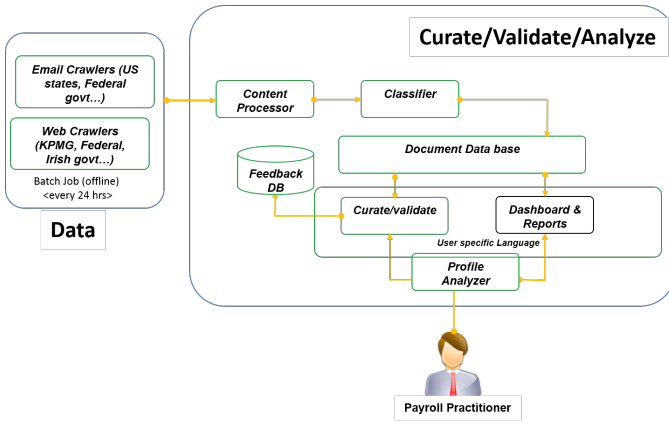 Curate/Validate/Analyze
Email Crawlers (US
states, Federal
govt…)
Web Crawlers
(KPMG, Federal,
Irish govt…)
Batch Job (offline)
<every 24 hrs>
Data
Content
Processor
Classifier
Document Data base
Feedback
DB
Curate/validate
Dashboard &
Reports
User specific Language
Profile
Analyzer
Payroll Practitioner